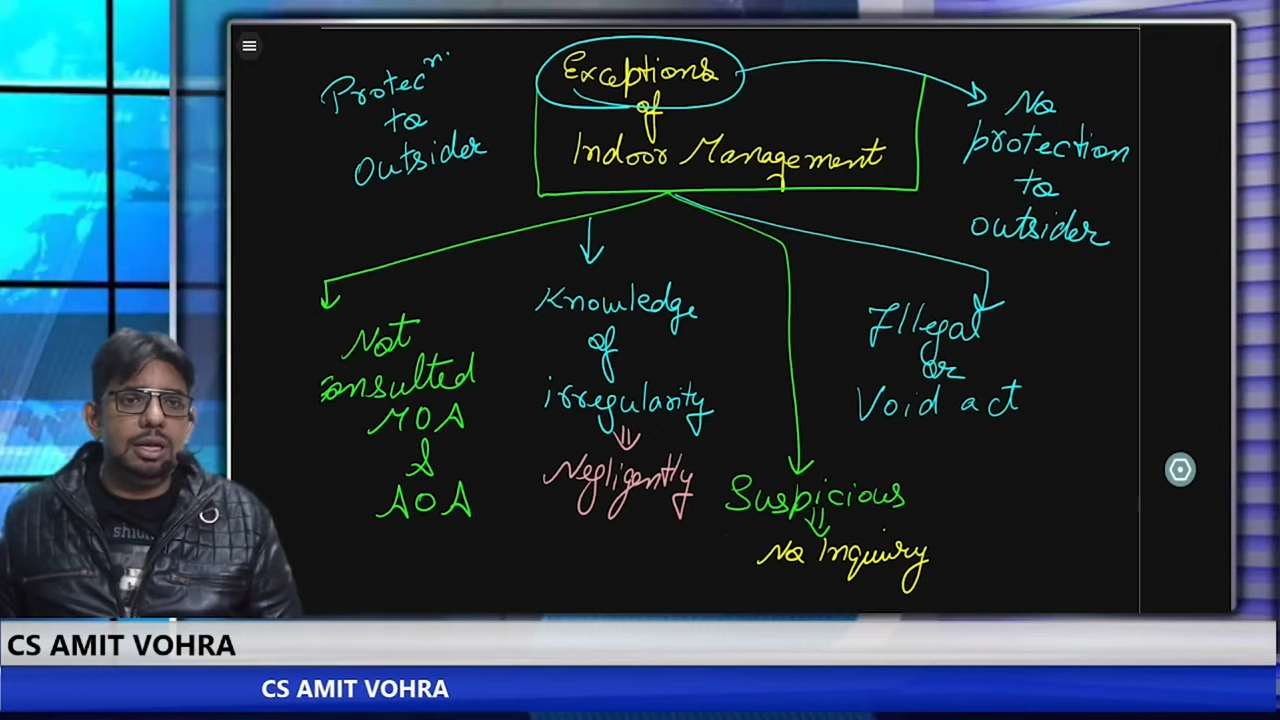 Protecⁿ.
to
outsider
Exceptions
of
Indoor Management
No
protection
to
outsider
Not
consulted
MOA
&
AOA
Knowledge
of
irregularity
Negligently
Suspicious
No Inquiry
Illegal
or
Void act
CS AMIT VOHRA
CS AMIT VOHRA